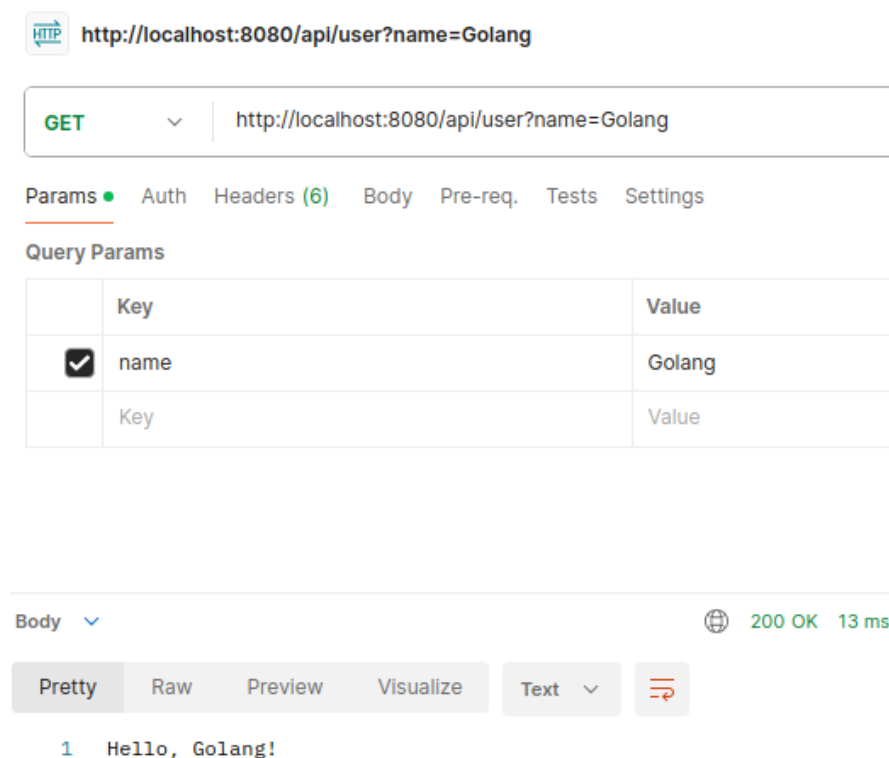 HTTP http://localhost:8080/api/user?name=Golang
GET http://localhost:8080/api/user?name=Golang
Params Auth Headers (6) Body Pre-req. Tests Settings
Query Params
Key Value
name Golang
Key Value
Body 200 OK 13 ms
Pretty Raw Preview Visualize Text
1 Hello, Golang!